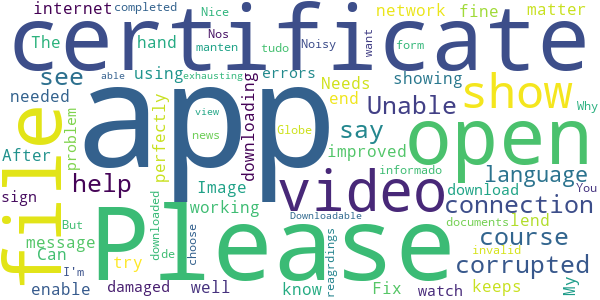 internet completed Nice Nos tudo Noisy want network fine matter
certificate
The hand manten able exhausting form
see using errors showing Why
needed app show
file perfectly downloading view news Globe Needs end Unable open
problem say improved language
After
sign help Image video informado download You
Please working connection
But message downloaded Downloadable documents lend
Can de choose reagrdings course invalid My
I'm try know Fix corrupted
enable damaged well watch keeps